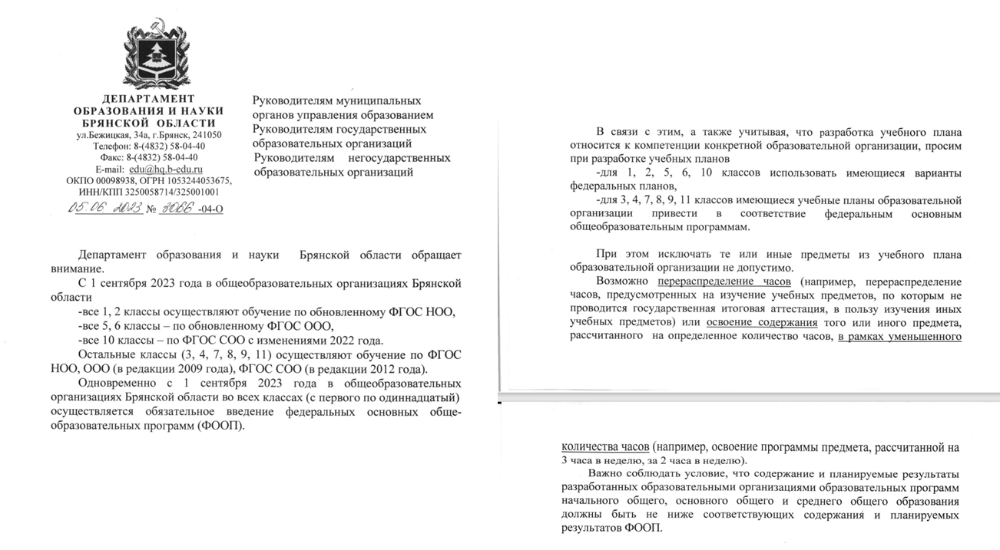 ДЕПАРТАМЕНТ
ОБРАЗОВАНИЯ И НАУКИ
БРЯНСКОЙ ОБЛАСТИ
ул.Бежицкая, 34а, г.Брянск, 241050
Телефон: 8-(4832) 58-04-40
Факс: 8-(4832) 58-04-40
E-mail: edu@hq.b-edu.ru
ОКПО 00098938, ОГРН 1053244053675,
ИНН/КПП 3250058714/325001001
05.06 2023 № 3066 -04-О
Руководителям муниципальных
органов управления образованием
Руководителям государственных
образовательных организаций
Руководителям негосударственных
образовательных организаций
Департамент образования и науки Брянской области обращает
внимание.
С 1 сентября 2023 года в общеобразовательных организациях Брянской
области
-все 1, 2 классы осуществляют обучение по обновленному ФГОС НОО,
-все 5, 6 классы – по обновленному ФГОС ООО,
-все 10 классы – по ФГОС СОО с изменениями 2022 года.
Остальные классы (3, 4, 7, 8, 9, 11) осуществляют обучение по ФГОС
НОО, ООО (в редакции 2009 года), ФГОС СОО (в редакции 2012 года).
Одновременно с 1 сентября 2023 года в общеобразовательных
организациях Брянской области во всех классах (с первого по одиннадцатый)
осуществляется обязательное введение федеральных основных обще-
образовательных программ (ФООП).
В связи с этим, а также учитывая, что разработка учебного плана
относится к компетенции конкретной образовательной организации, просим
при разработке учебных планов
-для 1, 2, 5, 6, 10 классов использовать имеющиеся варианты
федеральных планов,
-для 3, 4, 7, 8, 9, 11 классов имеющиеся учебные планы образовательной
организации привести в соответствие федеральным основным
общеобразовательным программам.
При этом исключать те или иные предметы из учебного плана
образовательной организации не допустимо.
Возможно перераспределение часов (например, перераспределение
часов, предусмотренных на изучение учебных предметов, по которым не
проводится государственная итоговая аттестация, в пользу изучения иных
учебных предметов) или освоение содержания того или иного предмета,
рассчитанного на определенное количество часов, в рамках уменьшенного
количества часов (например, освоение программы предмета, рассчитанной на
3 часа в неделю, за 2 часа в неделю).
Важно соблюдать условие, что содержание и планируемые результаты
разработанных образовательными организациями образовательных программ
начального общего, основного общего и среднего общего образования
должны быть не ниже соответствующих содержания и планируемых
результатов ФООП.